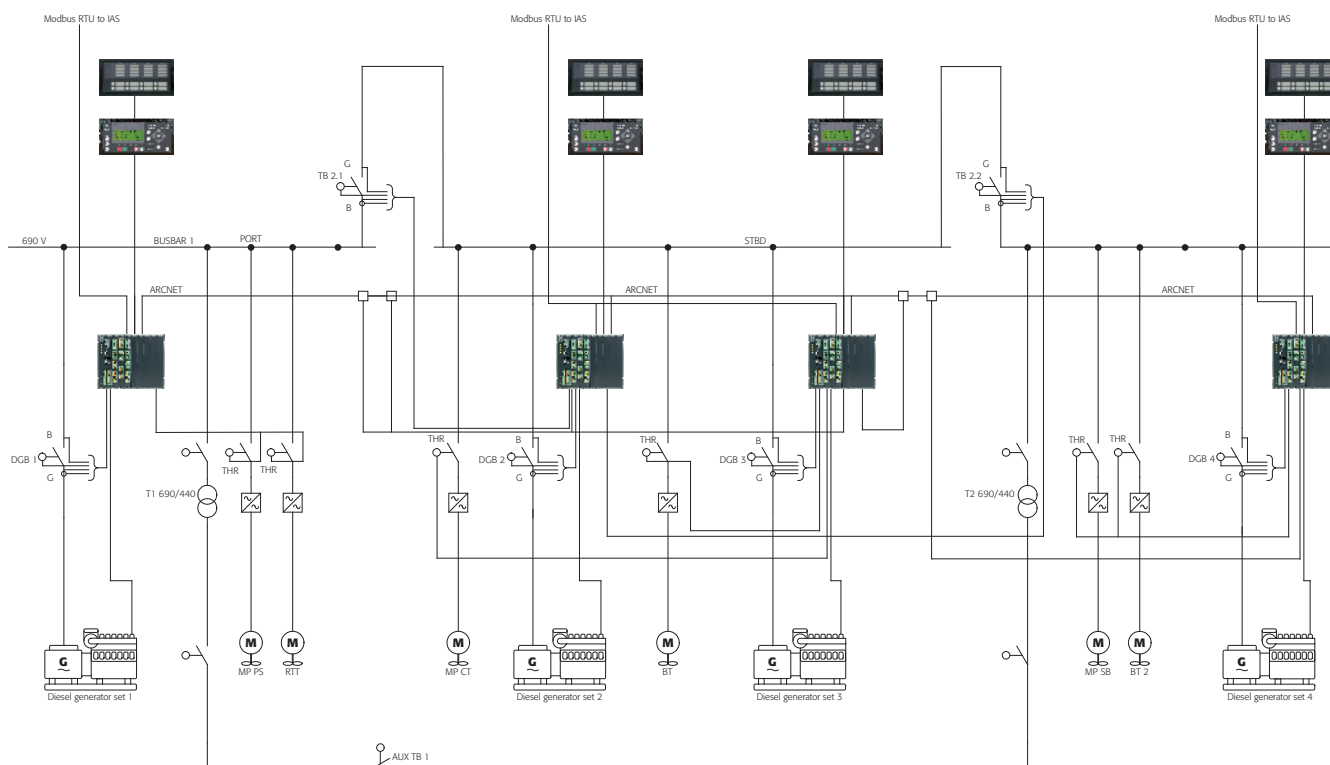 Modbus RTU to IAS
Modbus RTU to IAS
Modbus RTU to IAS
G
TB 2.1
B
G
TB 2.2
B
690 V
BUSBAR 1
PORT
STBD
ARCNET
ARCNET
ARCNET
B
DGB 1
G
THR
THR
THR
B
DGB 2
G
THR
B
DGB 3
G
THR
THR
B
DGB 4
G
T1 690/440
T2 690/440
M
M
M
M
M
M
MP PS
RTT
MP CT
BT
MP SB
BT 2
G
G
G
G
Diesel generator set 1
Diesel generator set 2
Diesel generator set 3
Diesel generator set 4
AUX TB 1